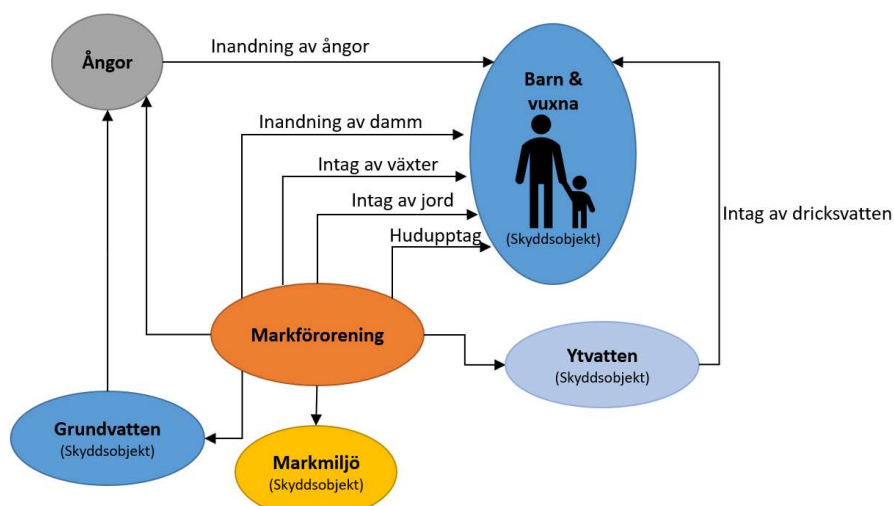 Ångor
Inandning av ångor
Barn &
vuxna
(Skyddsobjekt)
Inandning av damm
Intag av växter
Intag av jord
Hudupptag
Intag av dricksvatten
Markförorening
Ytvatten
(Skyddsobjekt)
Grundvatten
(Skyddsobjekt)
Markmiljö
(Skyddsobjekt)